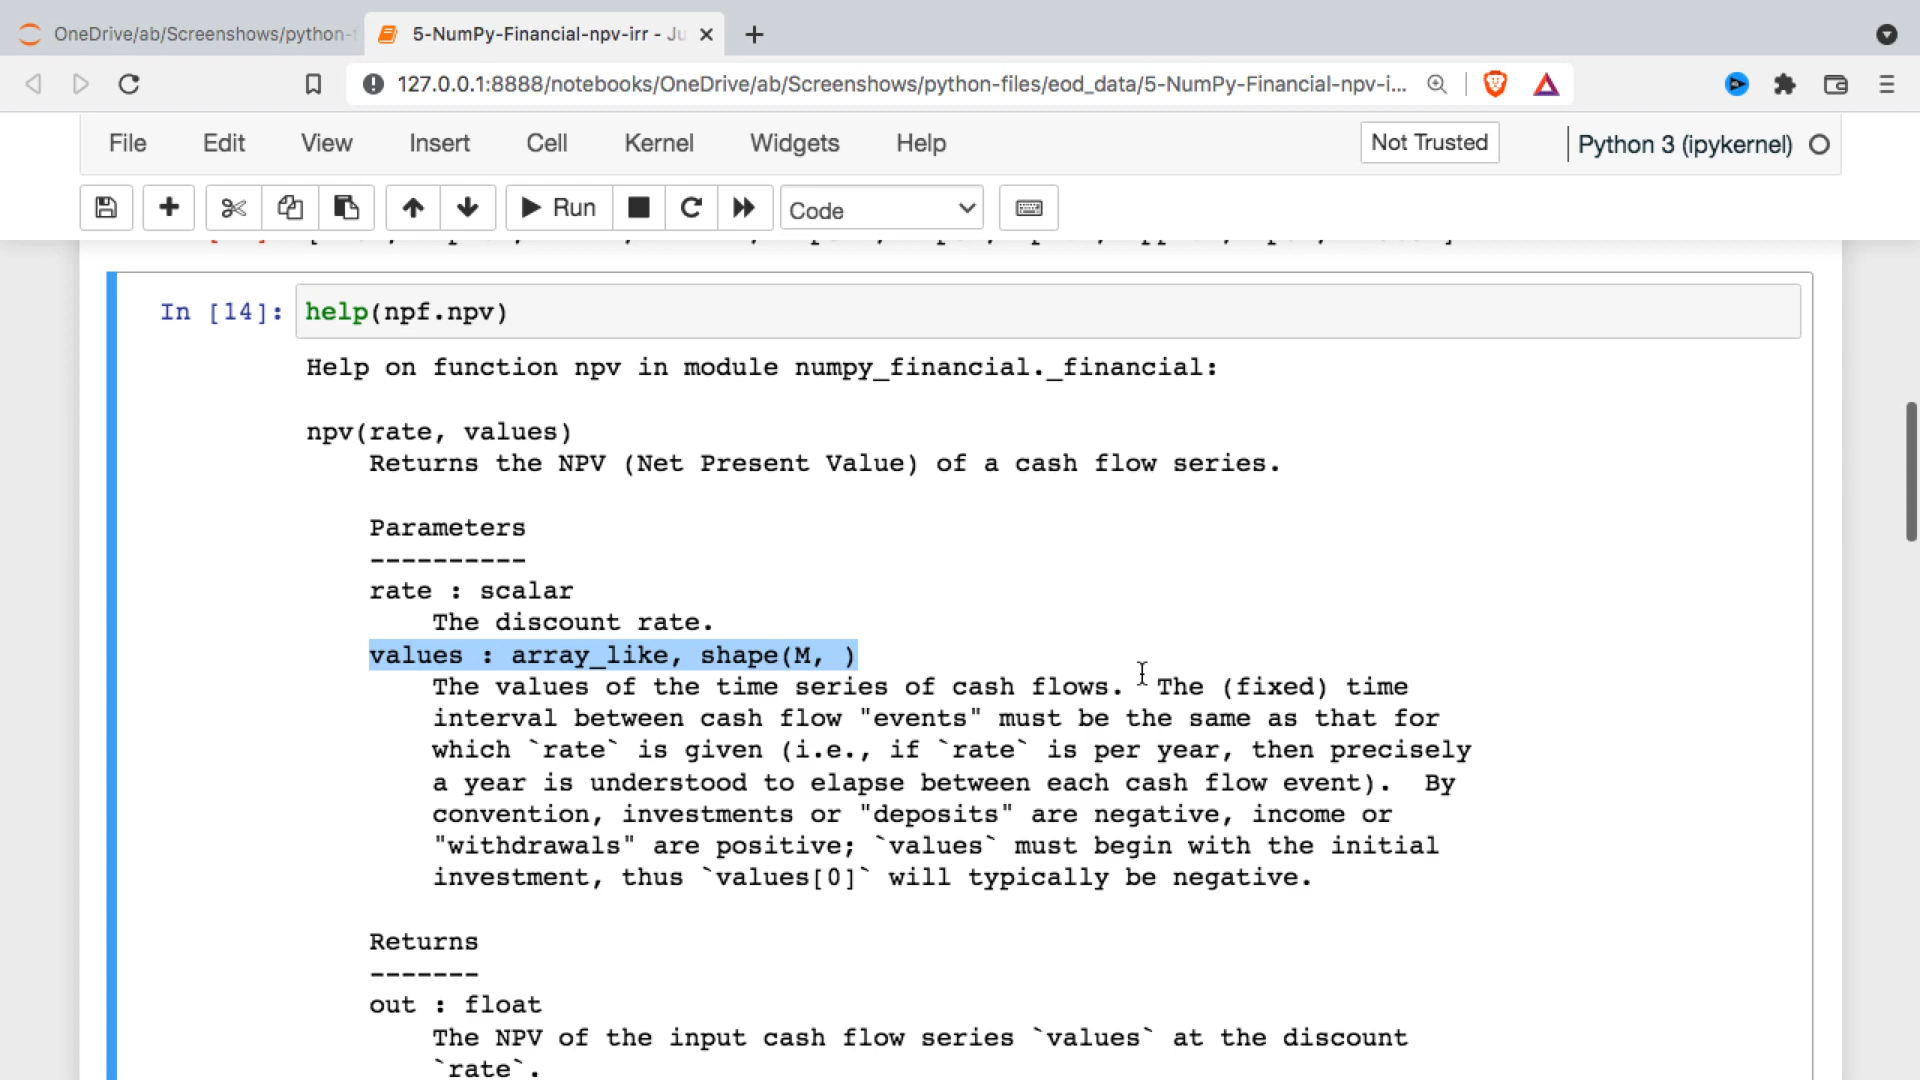 OneDrive/ab/Screenshows/python-f
5-NumPy-Financial-npv-irr - Ju
127.0.0.1:8888/notebooks/OneDrive/ab/Screenshows/python-files/eod_data/5-NumPy-Financial-npv-i...
File Edit View Insert Cell Kernel Widgets Help Not Trusted Python 3 (ipykernel)
Run Code
In [14]: help(npf.npv)
Help on function npv in module numpy_financial._financial:
npv(rate, values)
Returns the NPV (Net Present Value) of a cash flow series.
Parameters
----------
rate : scalar
The discount rate.
values : array_like, shape(M, )
The values of the time series of cash flows.  The (fixed) time
interval between cash flow "events" must be the same as that for
which `rate` is given (i.e., if `rate` is per year, then precisely
a year is understood to elapse between each cash flow event).  By
convention, investments or "deposits" are negative, income or
"withdrawals" are positive; `values` must begin with the initial
investment, thus `values[0]` will typically be negative.
Returns
-------
out : float
The NPV of the input cash flow series `values` at the discount
`rate`.